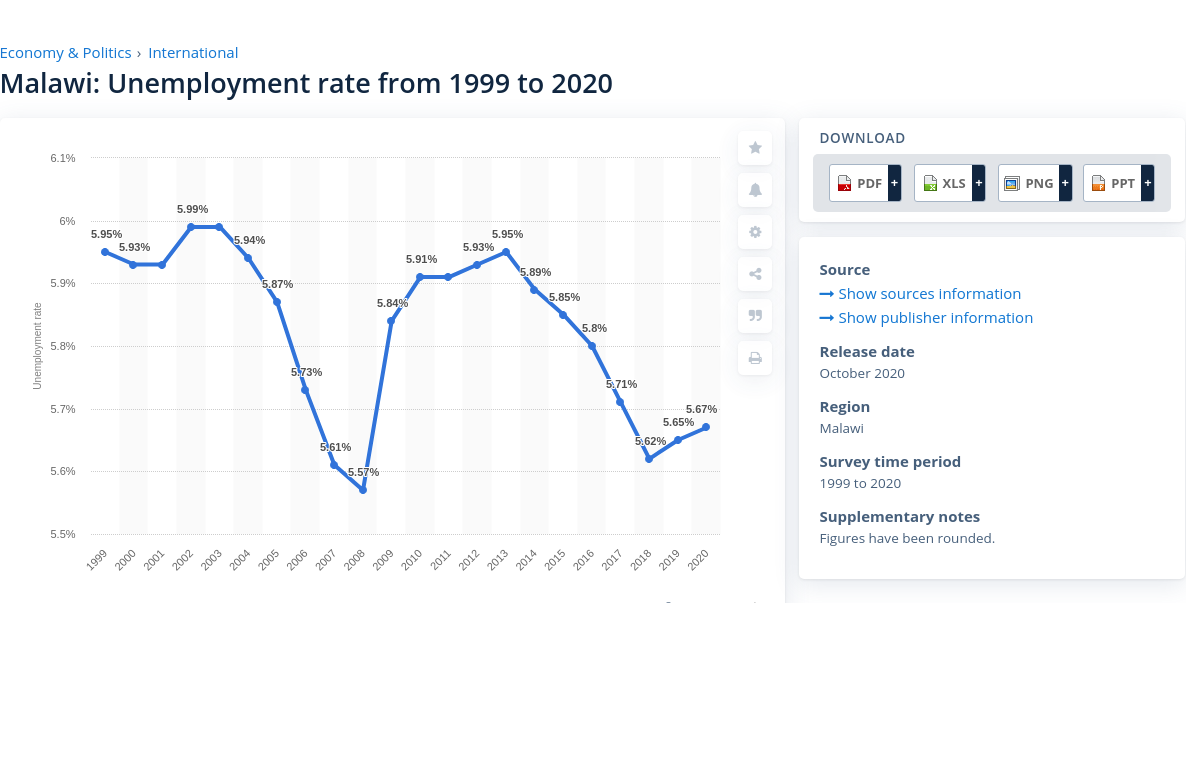 Economy & Politics › International
Malawi: Unemployment rate from 1999 to 2020
6.1%
6%
5.9%
5.8%
5.7%
5.6%
5.5%
Unemployment rate
5.95%
5.93%
5.99%
5.94%
5.87%
5.73%
5.61%
5.57%
5.84%
5.91%
5.93%
5.95%
5.89%
5.85%
5.8%
5.71%
5.62%
5.65%
5.67%
1999 2000 2001 2002 2003 2004 2005 2006 2007 2008 2009 2010 2011 2012 2013 2014 2015 2016 2017 2018 2019 2020
DOWNLOAD
PDF + XLS + PNG + PPT +
Source
Show sources information
Show publisher information
Release date
October 2020
Region
Malawi
Survey time period
1999 to 2020
Supplementary notes
Figures have been rounded.